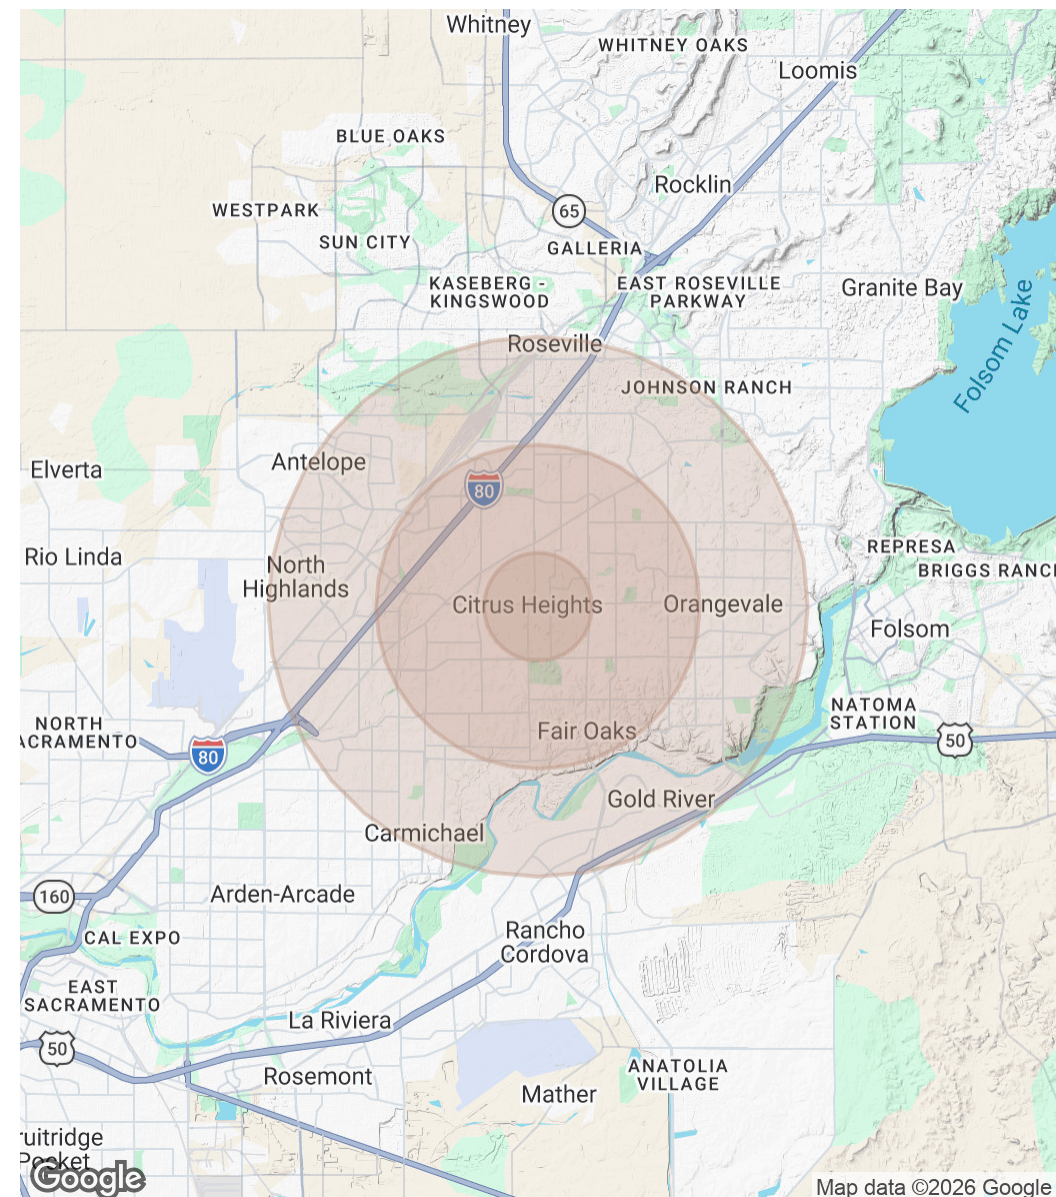 Whitney
WHITNEY OAKS
Loomis
BLUE OAKS
Rocklin
WESTPARK
65
SUN CITY
GALLERIA
KASEBERG -
KINGSWOOD
EAST ROSEVILLE
PARKWAY
Granite Bay
Folsom Lake
Roseville
JOHNSON RANCH
Antelope
Elverta
80
REPRESA
Rio Linda
BRIGGS RANC
North
Highlands
Citrus Heights
Orangevale
Folsom
NATOMA
STATION
NORTH
ACRAMENTO
Fair Oaks
50
80
Gold River
Carmichael
160
Arden-Arcade
CAL EXPO
Rancho
Cordova
EAST
SACRAMENTO
La Riviera
50
Rosemont
ANATOLIA
VILLAGE
Mather
ruitridge
Pocket
Google
Map data ©2026 Google